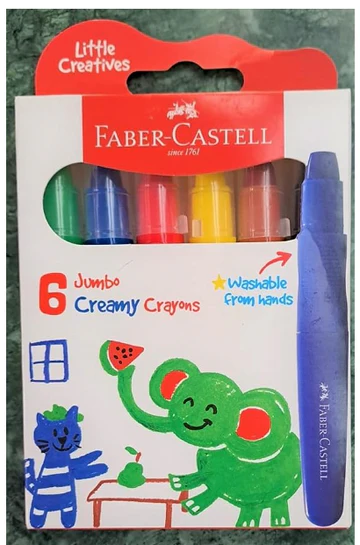 Little
Creatives
FABER-CASTELL
since 1761
6 Jumbo
Creamy Crayons
Washable
from hands
FABER-CASTELL